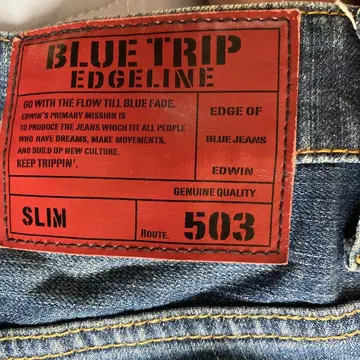 BLUE TRIP
EDGELINE
GO WITH THE FLOW TILL BLUE FADE.
EDWIN'S PRIMARY MISSION IS
TO PRODUCE THE JEANS WHICH FIT ALL PEOPLE
WHO HAVE DREAMS, MAKE MOVEMENTS,
AND BUILD UP NEW CULTURE.
KEEP TRIPPIN'.
EDGE OF
BLUE JEANS
EDWIN
GENUINE QUALITY
SLIM
ROUTE. 503